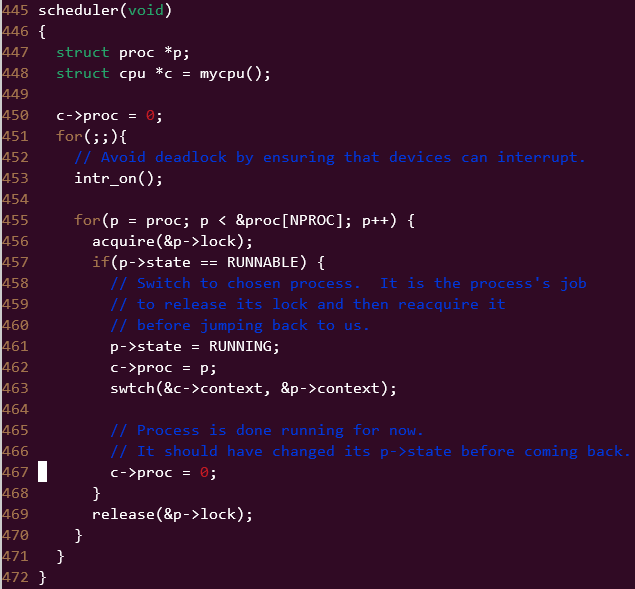 445 scheduler(void)
446 {
447   struct proc *p;
448   struct cpu *c = mycpu();
449
450   c->proc = 0;
451   for(;;){
452     // Avoid deadlock by ensuring that devices can interrupt.
453     intr_on();
454
455     for(p = proc; p < &proc[NPROC]; p++) {
456       acquire(&p->lock);
457       if(p->state == RUNNABLE) {
458         // Switch to chosen process.  It is the process's job
459         // to release its lock and then reacquire it
460         // before jumping back to us.
461         p->state = RUNNING;
462         c->proc = p;
463         swtch(&c->context, &p->context);
464
465         // Process is done running for now.
466         // It should have changed its p->state before coming back.
467         c->proc = 0;
468       }
469       release(&p->lock);
470     }
471   }
472 }